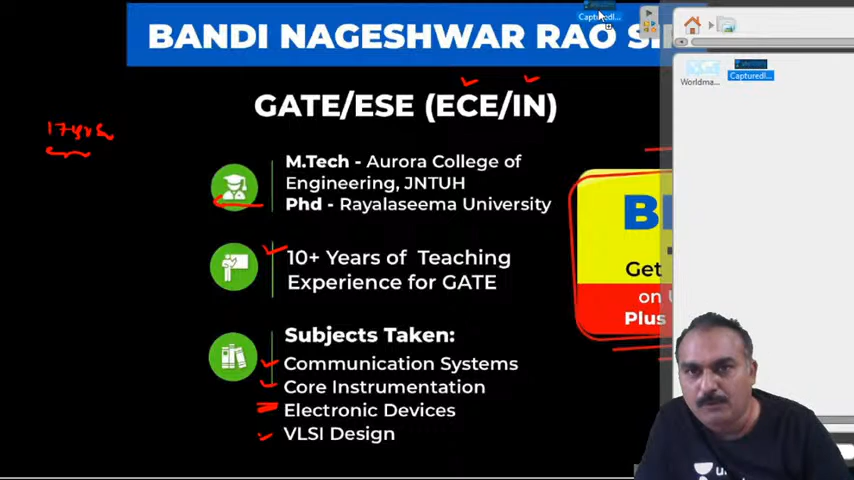 BANDI NAGESHWAR RAO SI
GATE/ESE (ECE/IN)
17yrs
M.Tech - Aurora College of
Engineering, JNTUH
Phd - Rayalaseema University
10+ Years of Teaching
Experience for GATE
Subjects Taken:
Communication Systems
Core Instrumentation
Electronic Devices
VLSI Design
Get
on
Plus
CapturedI...
Worldma...
CapturedI...